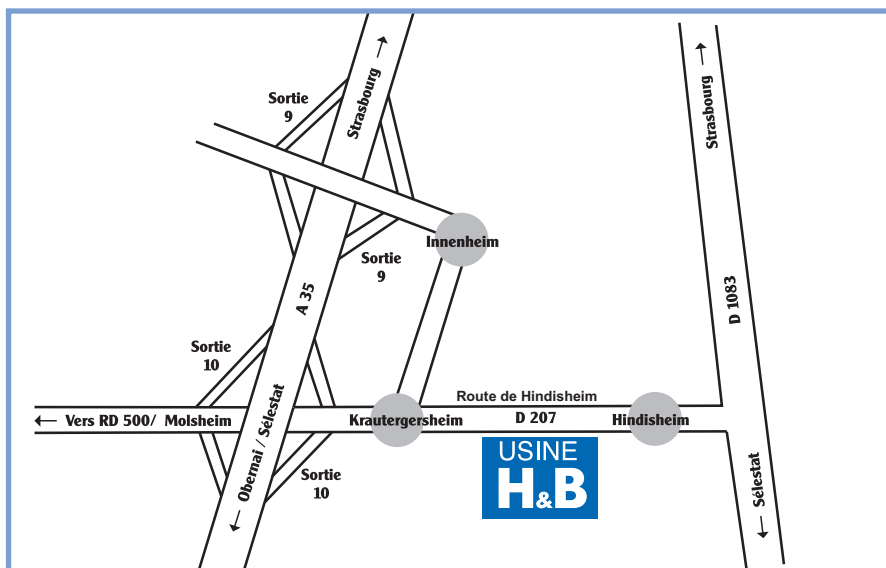 Sortie
9
Strasbourg
Strasbourg
Innenheim
Sortie
9
A 35
D 1083
Sortie
10
Route de Hindisheim
Vers RD 500/ Molsheim
Krautergersheim
D 207
Hindisheim
Obernai / Sélestat
Sortie
10
USINE
H&B
Sélestat